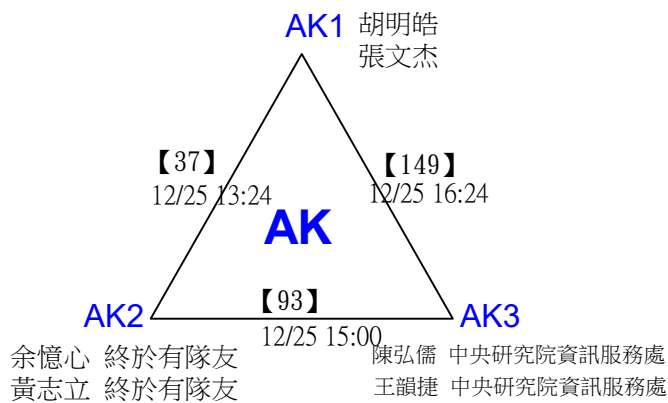 AK1 胡明皓
張文杰
【37】
12/25 13:24
【149】
12/25 16:24
AK
【93】
12/25 15:00
AK2
AK3
余憶心 終於有隊友
黃志立 終於有隊友
陳弘儒 中央研究院資訊服務處
王韻捷 中央研究院資訊服務處